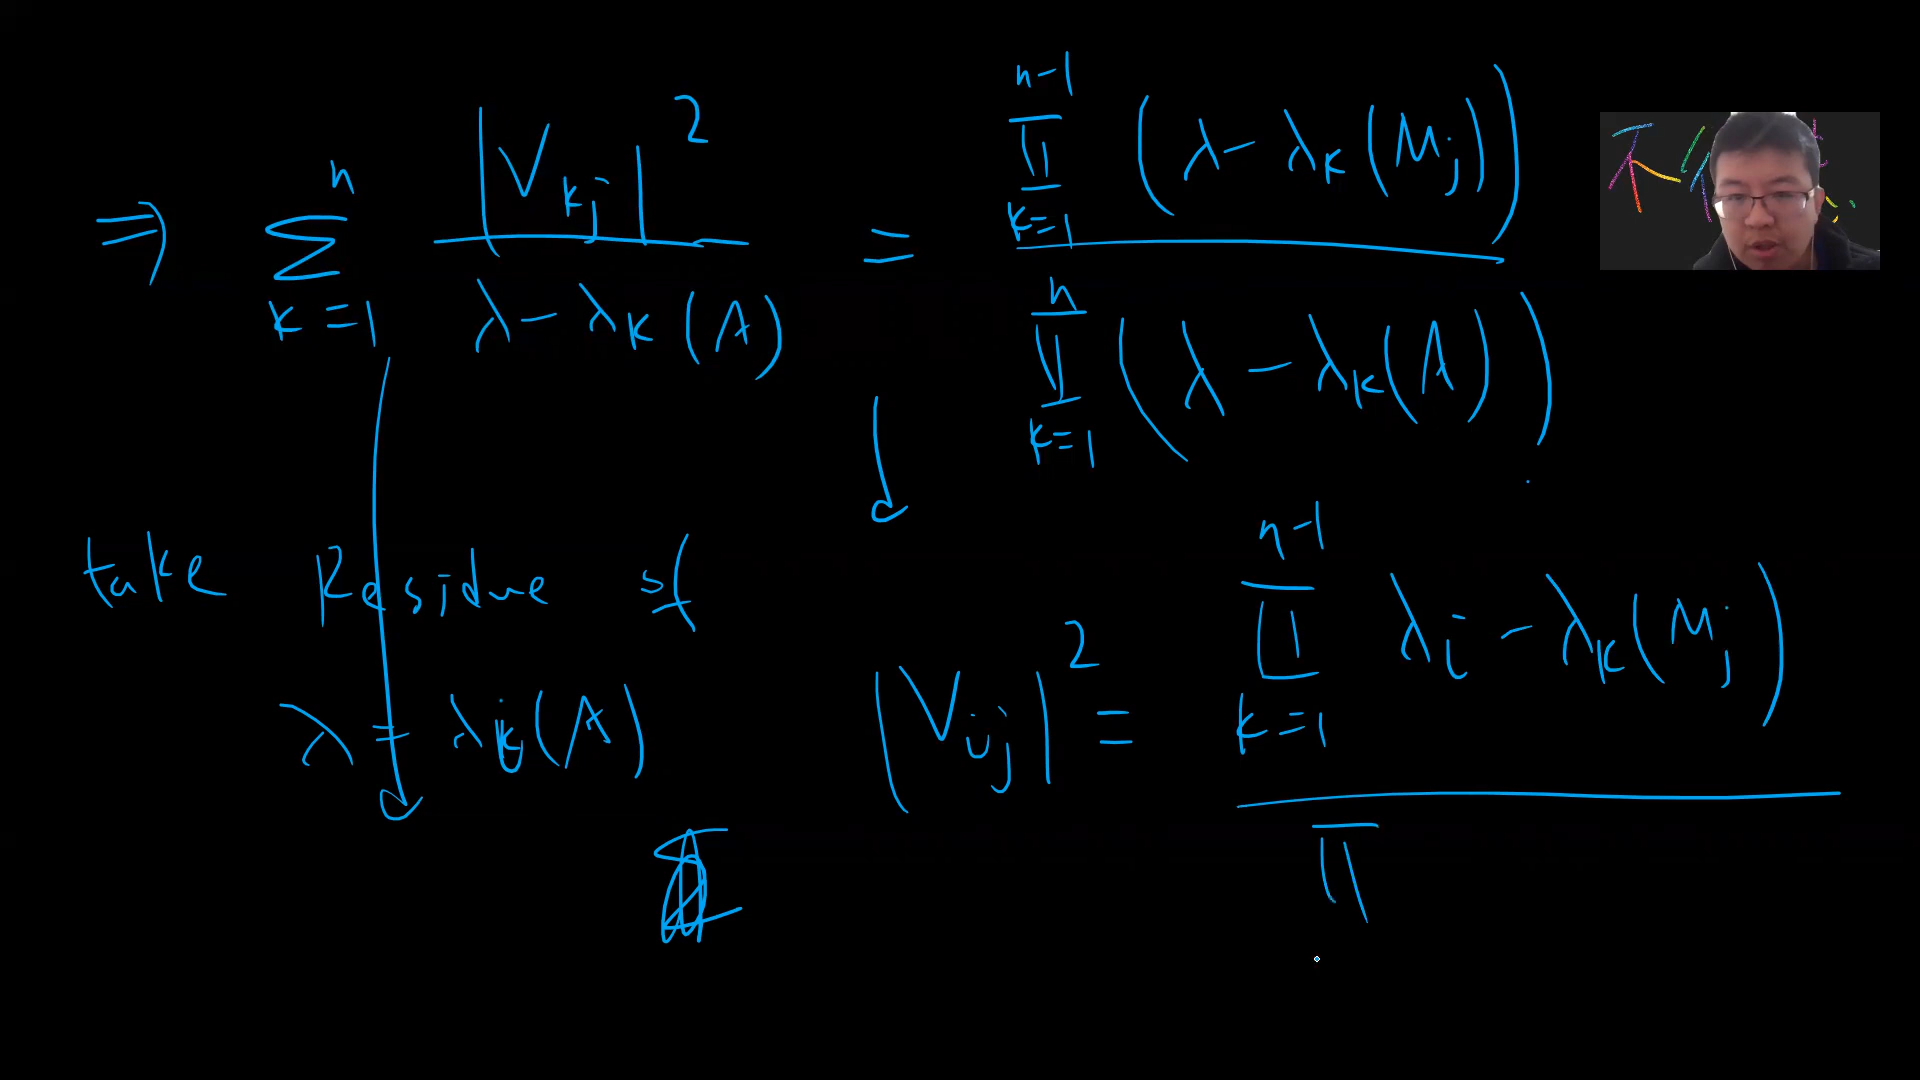 ⇒ ∑_{k=1}^{n} |V_{kj}|² / (λ − λ_k(A)) = ∏_{k=1}^{n-1} (λ − λ_k(M_j)) / ∏_{k=1}^{n} (λ − λ_k(A))
take Residue of
λ = λ_i(A)
|V_{ij}|² = ∏_{k=1}^{n-1} λ_i − λ_k(M_j)) / ∏